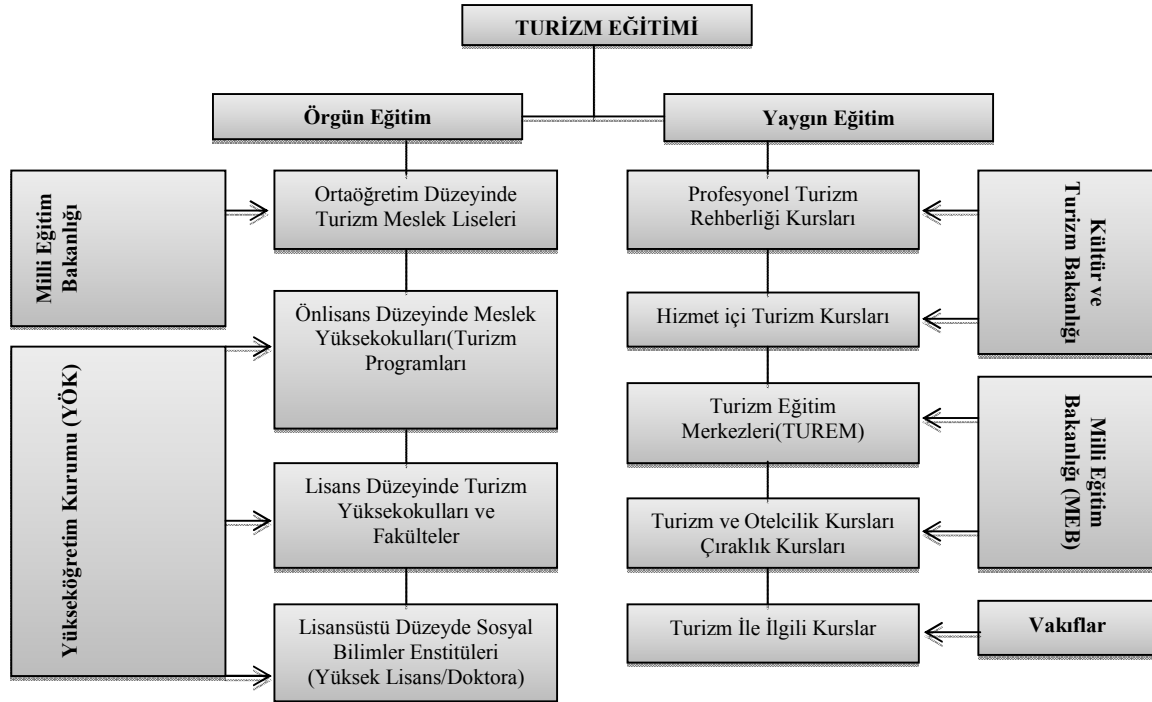 TURİZM EĞİTİMİ
Örgün Eğitim
Yaygın Eğitim
Milli Eğitim
Bakanlığı
Ortaöğretim Düzeyinde
Turizm Meslek Liseleri
Önlisans Düzeyinde Meslek
Yüksekokulları(Turizm
Programları
Yükseköğretim Kurumu (YÖK)
Lisans Düzeyinde Turizm
Yüksekokulları ve
Fakülteler
Lisansüstü Düzeyde Sosyal
Bilimler Enstitüleri
(Yüksek Lisans/Doktora)
Profesyonel Turizm
Rehberliği Kursları
Hizmet içi Turizm Kursları
Kültür ve
Turizm Bakanlığı
Turizm Eğitim
Merkezleri(TUREM)
Turizm ve Otelcilik Kursları
Çıraklık Kursları
Milli Eğitim
Bakanlığı (MEB)
Turizm İle İlgili Kurslar
Vakıflar